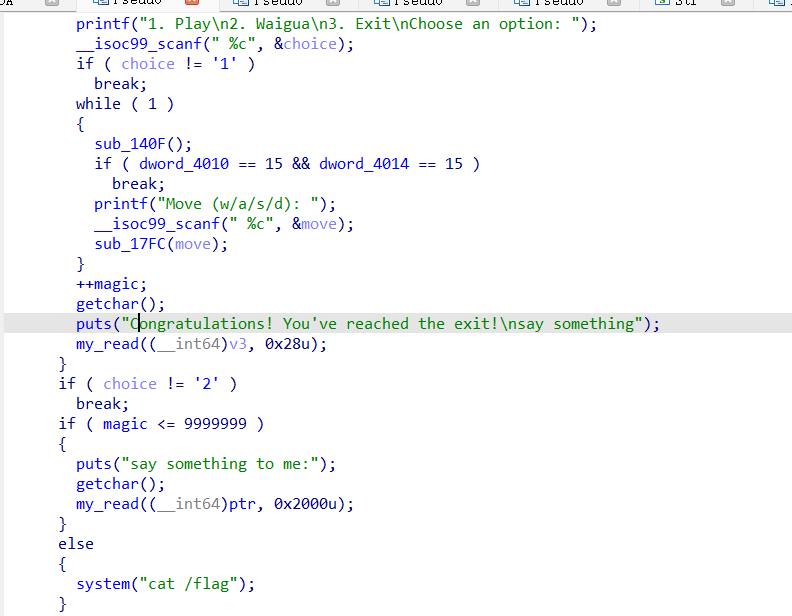 Pseudo
Pseudo
Pseudo
Pseudo
Str
printf("1. Play\n2. Waigua\n3. Exit\nChoose an option: ");
__isoc99_scanf(" %c", &choice);
if ( choice != '1' )
break;
while ( 1 )
{
sub_140F();
if ( dword_4010 == 15 && dword_4014 == 15 )
break;
printf("Move (w/a/s/d): ");
__isoc99_scanf(" %c", &move);
sub_17FC(move);
}
++magic;
getchar();
puts("Congratulations! You've reached the exit!\nsay something");
my_read((__int64)v3, 0x28u);
}
if ( choice != '2' )
break;
if ( magic <= 9999999 )
{
puts("say something to me:");
getchar();
my_read((__int64)ptr, 0x2000u);
}
else
{
system("cat /flag");
}